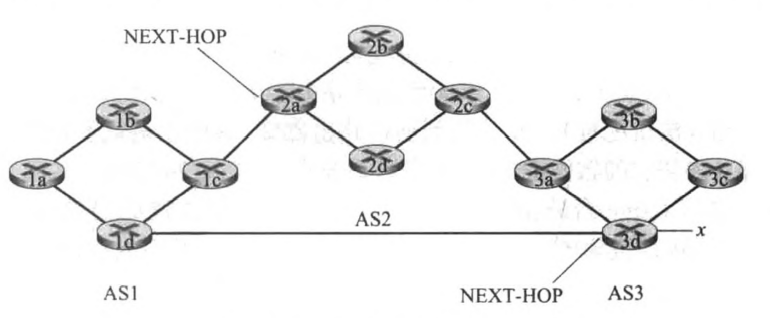 NEXT-HOP
2b
2a
2c
1b
3b
2d
1a
1c
3a
3c
AS2
1d
3d
x
AS1
NEXT-HOP
AS3